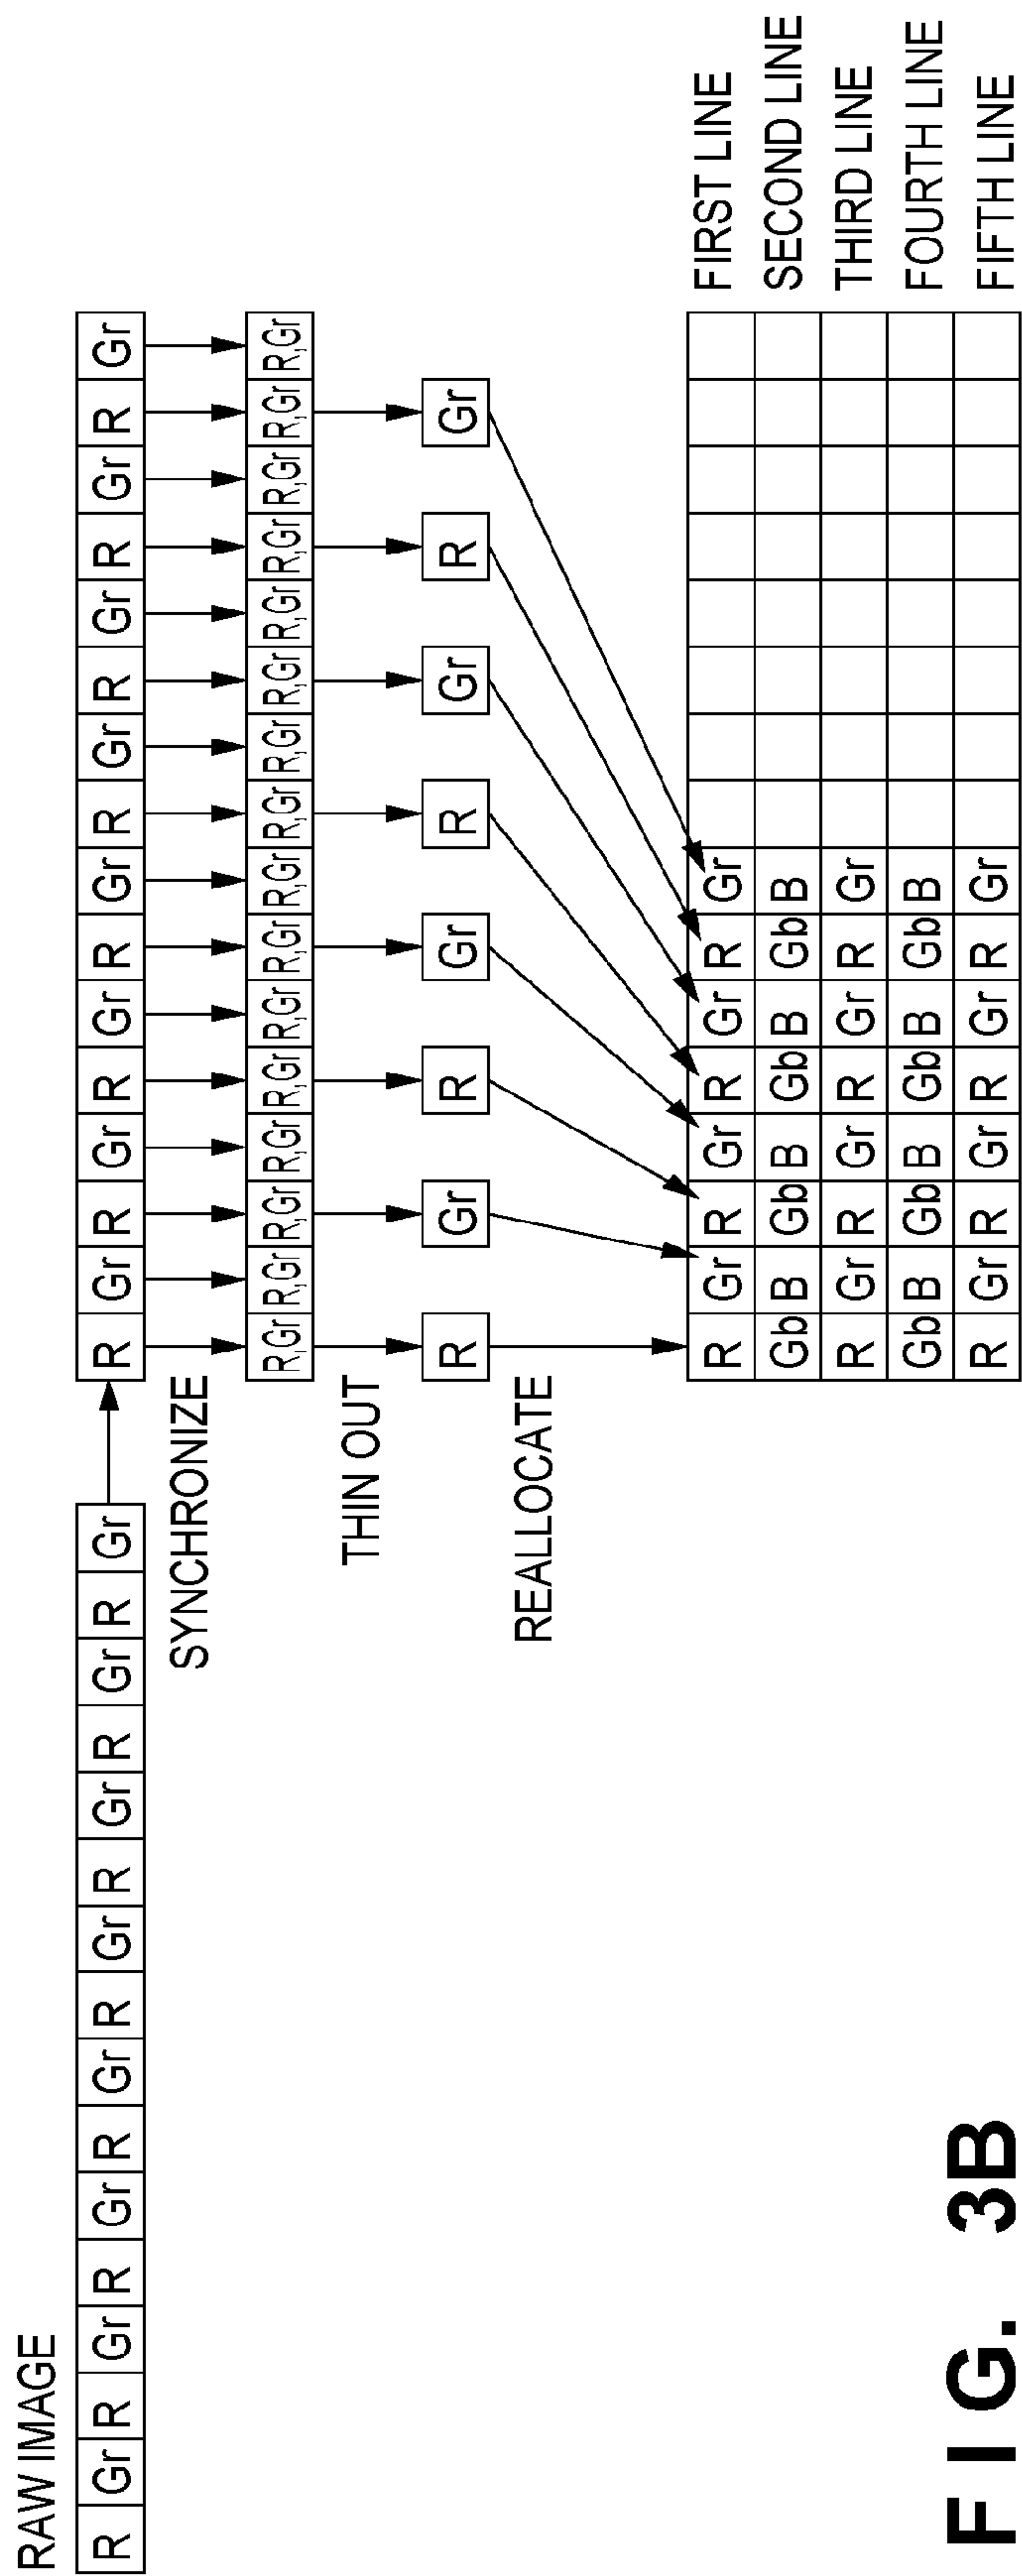 RAW IMAGE
R Gr R Gr R Gr R Gr R Gr R Gr R Gr R Gr
R Gr R Gr R Gr R Gr R Gr R Gr R Gr R Gr
SYNCHRONIZE
R,Gr R,Gr R,Gr R,Gr R,Gr R,Gr R,Gr R,Gr R,Gr R,Gr R,Gr R,Gr R,Gr R,Gr R,Gr R,Gr
THIN OUT
R Gr R Gr R Gr R Gr
REALLOCATE
R Gr R Gr R Gr R Gr FIRST LINE
Gb B Gb B Gb B Gb B SECOND LINE
R Gr R Gr R Gr R Gr THIRD LINE
Gb B Gb B Gb B Gb B FOURTH LINE
R Gr R Gr R Gr R Gr FIFTH LINE
FIG. 3B